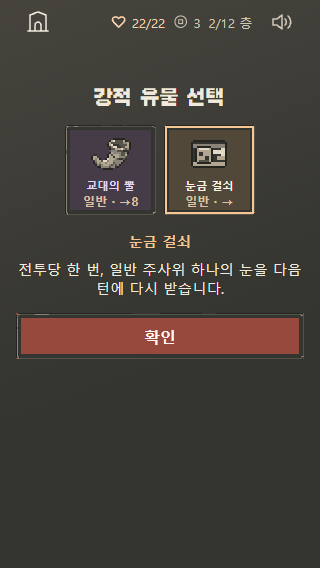 22/22 3 2/12 층
강적 유물 선택
교대의 뿔
일반 · →8
눈금 걸쇠
일반 · →
눈금 걸쇠
전투당 한 번, 일반 주사위 하나의 눈을 다음
턴에 다시 받습니다.
확인